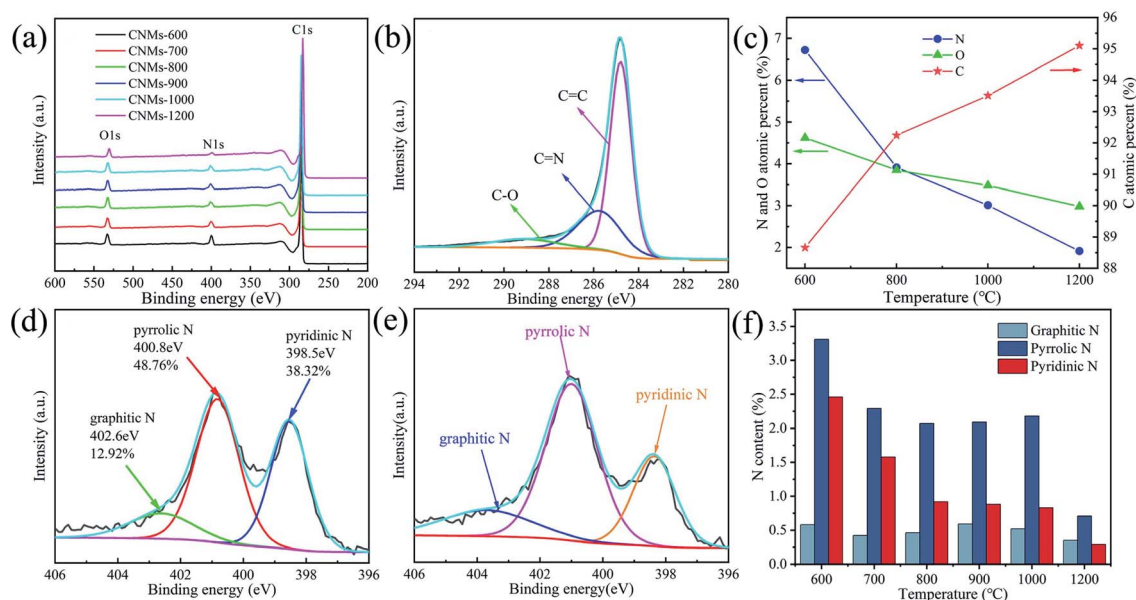 (a)
CNMs-600
CNMs-700
CNMs-800
CNMs-900
CNMs-1000
CNMs-1200
C1s
O1s
N1s
Intensity (a.u.)
600 550 500 450 400 350 300 250 200
Binding energy (eV)
(b)
C=C
C=N
C-O
Intensity (a.u.)
294 292 290 288 286 284 282 280
Binding energy (eV)
(c)
N
O
C
N and O atomic percent (%)
7
6
5
4
3
2
C atomic percent (%)
96
95
94
93
92
91
90
89
88
600 800 1000 1200
Temperature (℃)
(d)
pyrrolic N
400.8eV
48.76%
pyridinic N
398.5eV
38.32%
graphitic N
402.6eV
12.92%
Intensity(a.u.)
406 404 402 400 398 396
Binding energy(eV)
(e)
pyrrolic N
pyridinic N
graphitic N
Intensity(a.u.)
406 404 402 400 398 396
Binding energy(eV)
(f)
Graphitic N
Pyrrolic N
Pyridinic N
N content (%)
3.5
3.0
2.5
2.0
1.5
1.0
0.5
0.0
600 700 800 900 1000 1200
Temperature (℃)